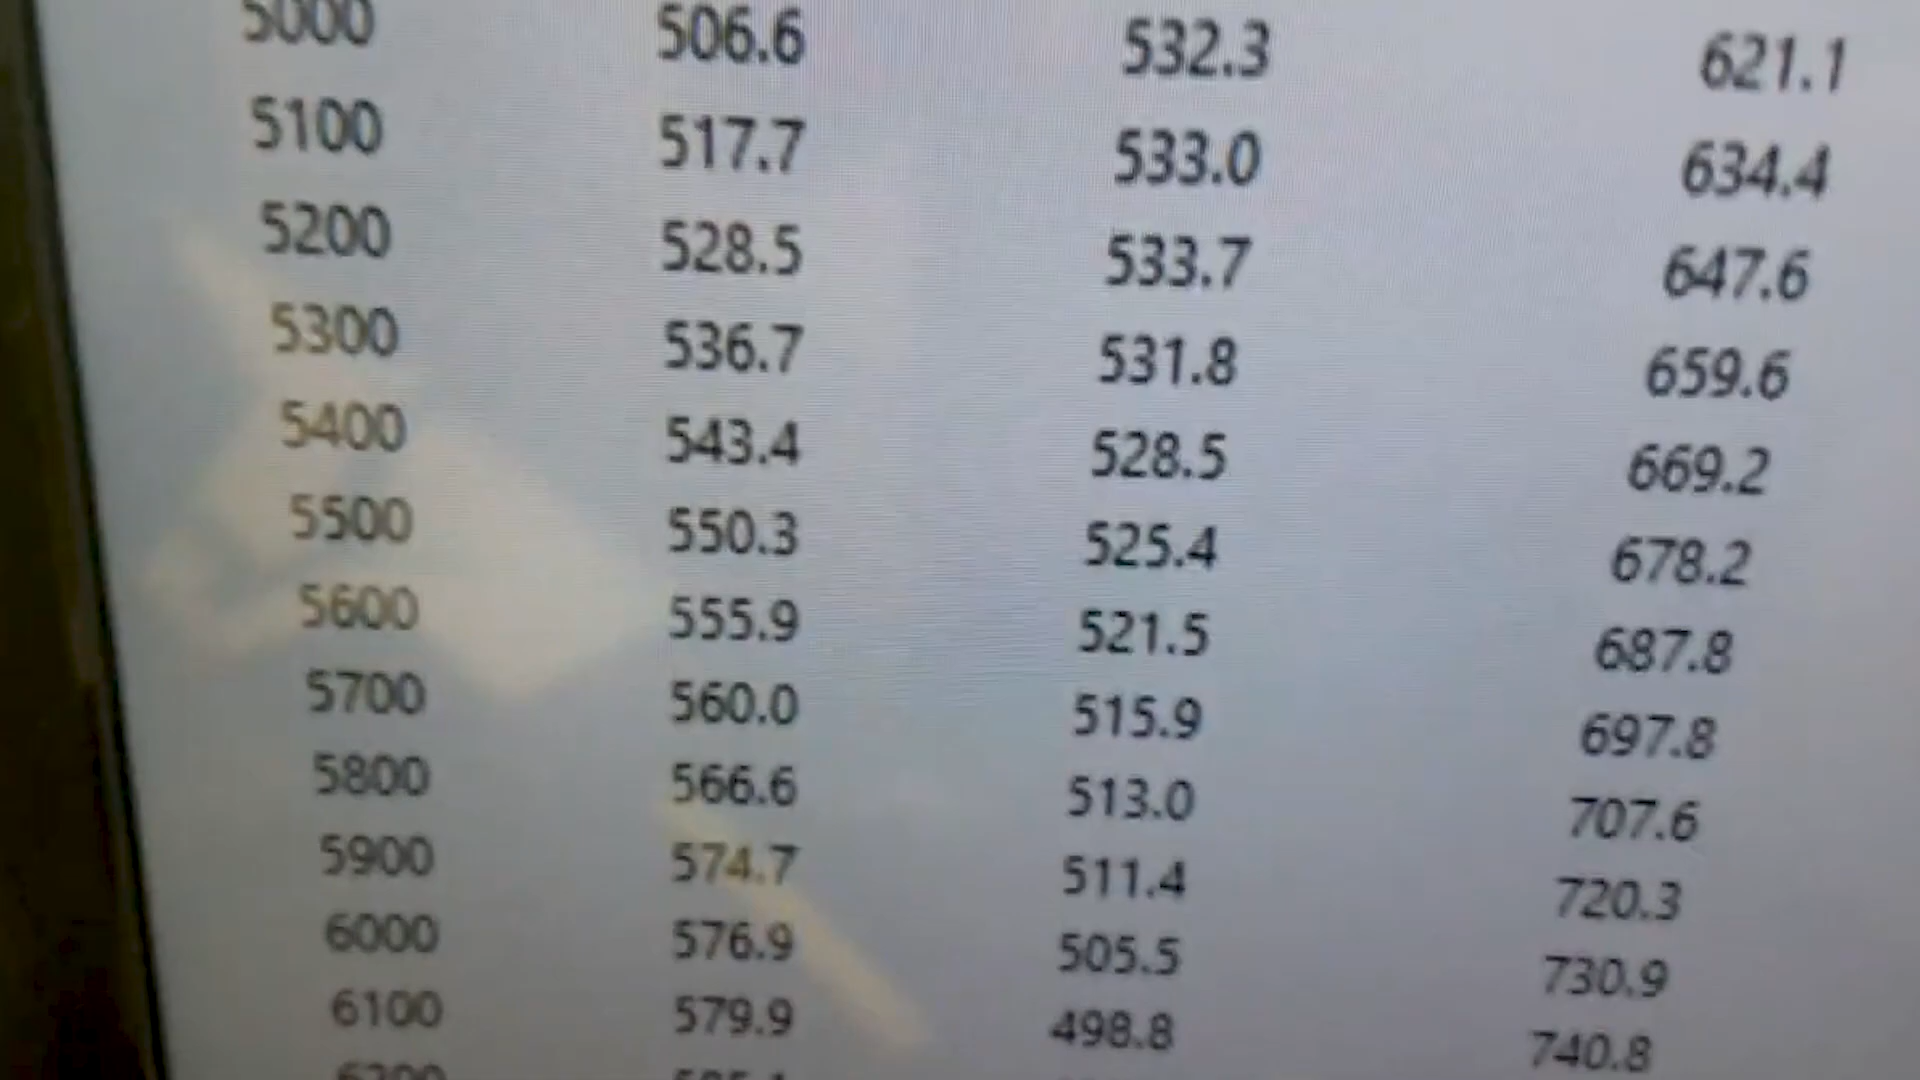 5000 506.6 532.3 621.1
5100 517.7 533.0 634.4
5200 528.5 533.7 647.6
5300 536.7 531.8 659.6
5400 543.4 528.5 669.2
5500 550.3 525.4 678.2
5600 555.9 521.5 687.8
5700 560.0 515.9 697.8
5800 566.6 513.0 707.6
5900 574.7 511.4 720.3
6000 576.9 505.5 730.9
6100 579.9 498.8 740.8